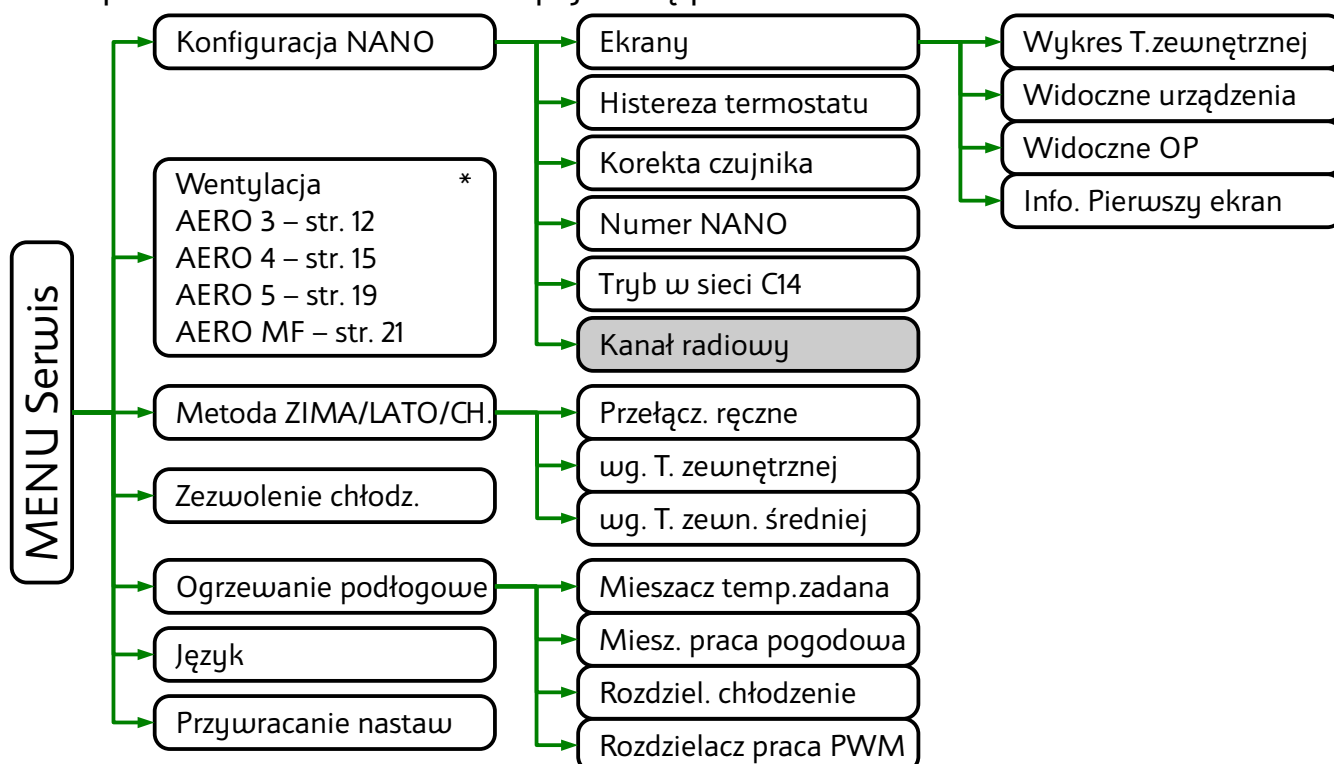 MENU Serwis
Konfiguracja NANO
Ekrany
Wykres T.zewnętrznej
Widoczne urządzenia
Widoczne OP
Info. Pierwszy ekran
Histereza termostatu
Korekta czujnika
Numer NANO
Tryb w sieci C14
Kanał radiowy
Wentylacja *
AERO 3 – str. 12
AERO 4 – str. 15
AERO 5 – str. 19
AERO MF – str. 21
Metoda ZIMA/LATO/CH.
Przełącz. ręczne
wg. T. zewnętrznej
wg. T. zewn. średniej
Zezwolenie chłodz.
Ogrzewanie podłogowe
Mieszacz temp.zadana
Miesz. praca pogodowa
Rozdziel. chłodzenie
Rozdzielacz praca PWM
Język
Przywracanie nastaw